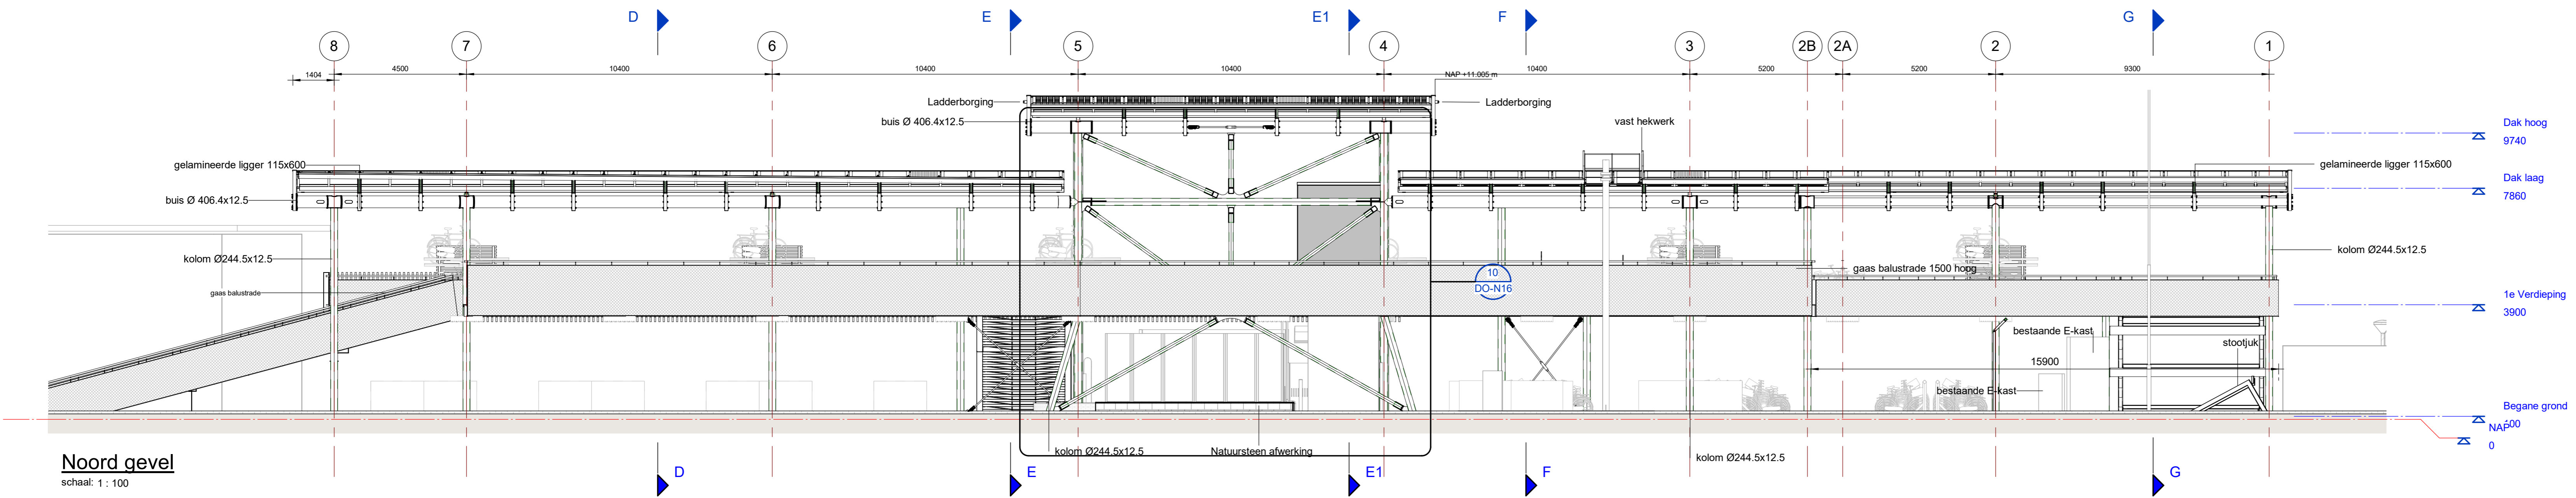 D E E1 F G
8 7 6 5 4 3 2B 2A 2 1
1404 4500 10400 10400 10400 10400 5200 5200 9300
NAP +11.005 m
Ladderborging Ladderborging
buis Ø 406.4x12.5 vast hekwerk
Dak hoog
9740
gelamineerde ligger 115x600 gelamineerde ligger 115x600
Dak laag
7860
buis Ø 406.4x12.5
kolom Ø244.5x12.5 kolom Ø244.5x12.5
gaas balustrade 1500 hoog
10
DO-N16
gaas balustrade
1e Verdieping
3900
bestaande E-kast
stootjuk
15900
bestaande E-kast
Begane grond
NAP
0
kolom Ø244.5x12.5 Natuursteen afwerking
kolom Ø244.5x12.5
Noord gevel
schaal: 1 : 100
D E E1 F G